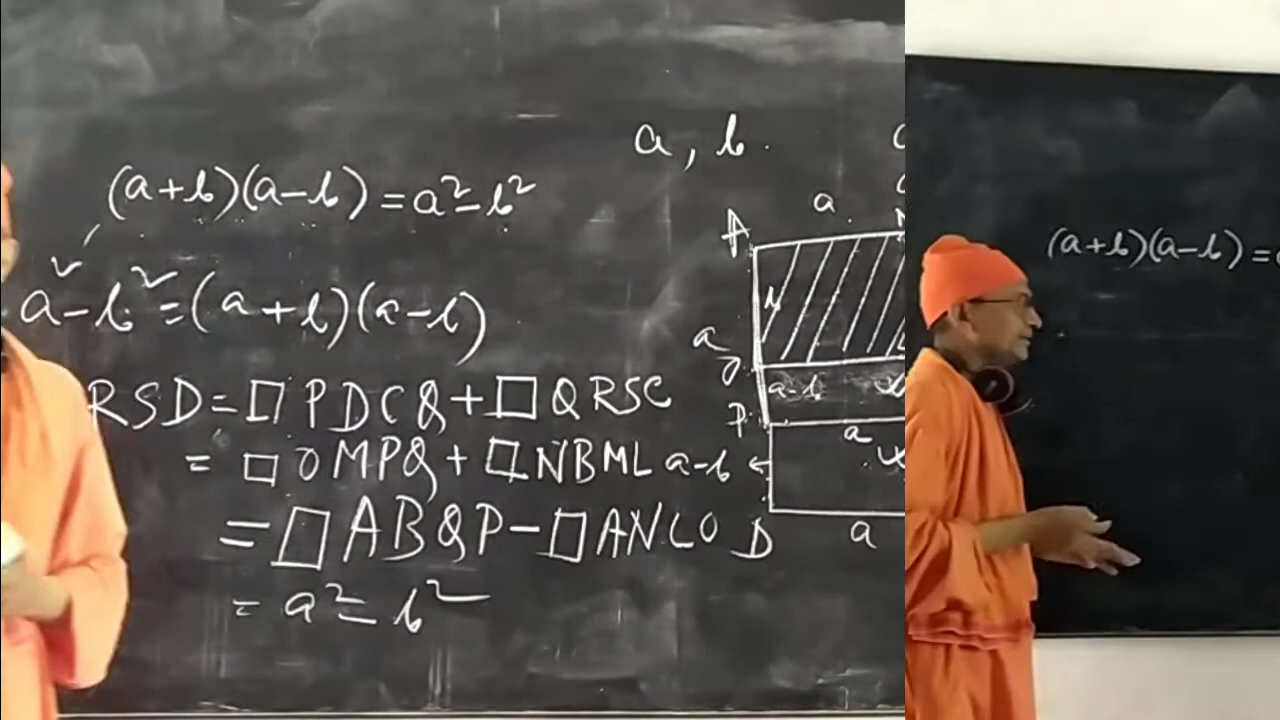 a, b.
(a+b)(a-b) = a²-b²
a²-b² = (a+b)(a-b)
RSD = □ PDCQ + □ QRSC
= □ OMPQ + □ NBML
= □ ABQP - □ ANLO
= a²-b²
a
A
b
a
O
a-b
P
a
a-b
D
a
(a+b)(a-b) =